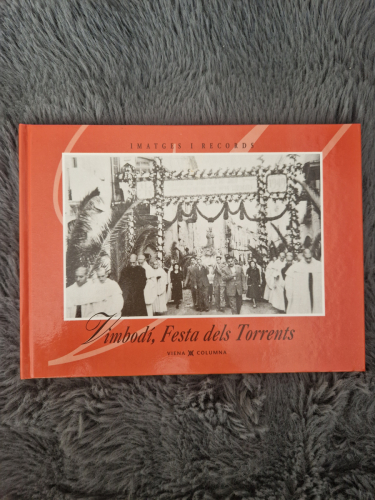 IMATGES I RECORDS
Vimbodí, Festa dels Torrents
VIENA COLUMNA